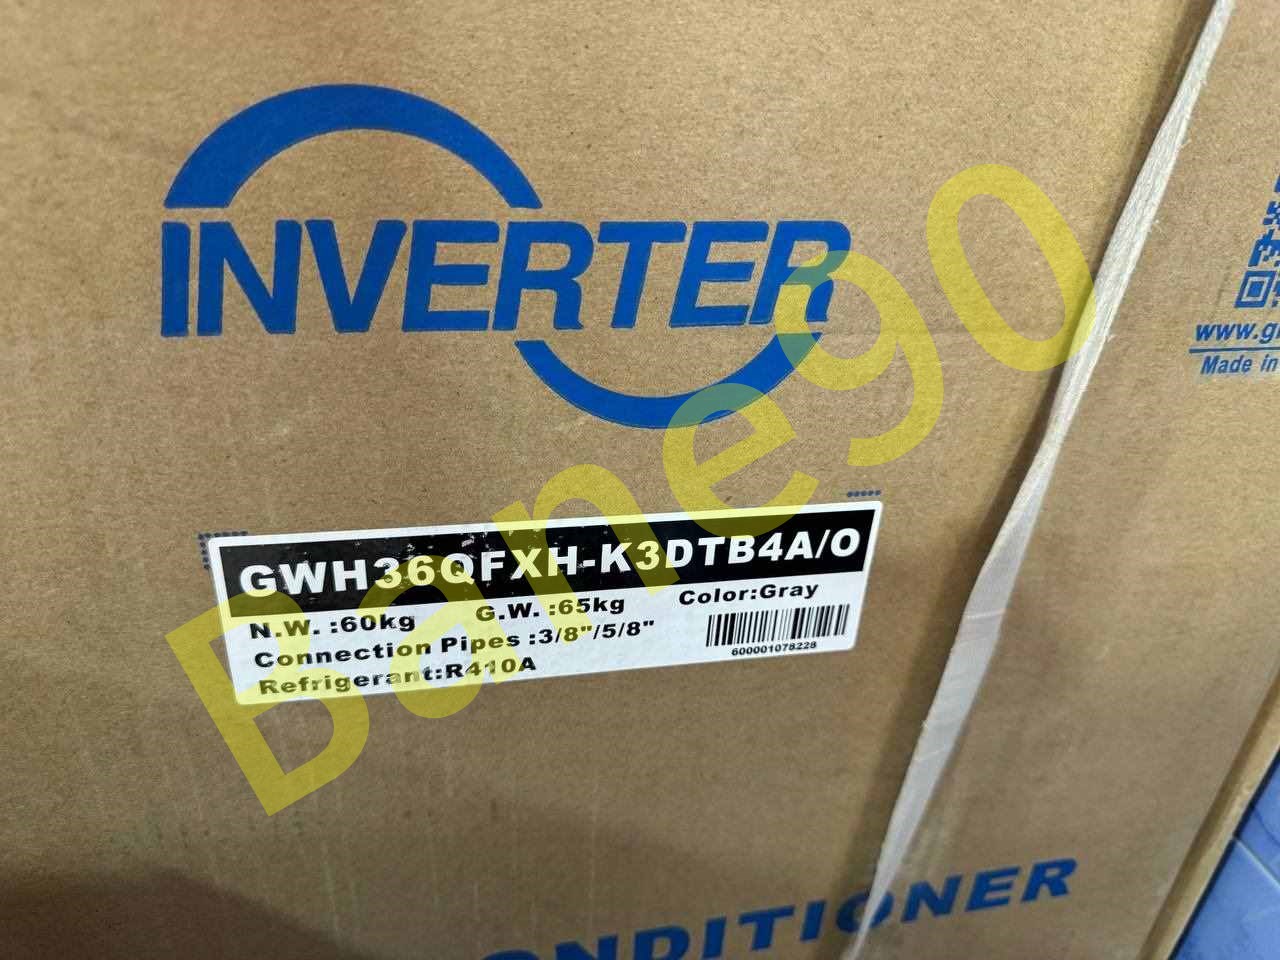 INVERTER
www.g
Made in
GWH36QFXH-K3DTB4A/O
N.W. :60kg G.W. :65kg Color:Gray
Connection Pipes :3/8"/5/8"
Refrigerant:R410A
600001078228
ONDITIONER
Bane90